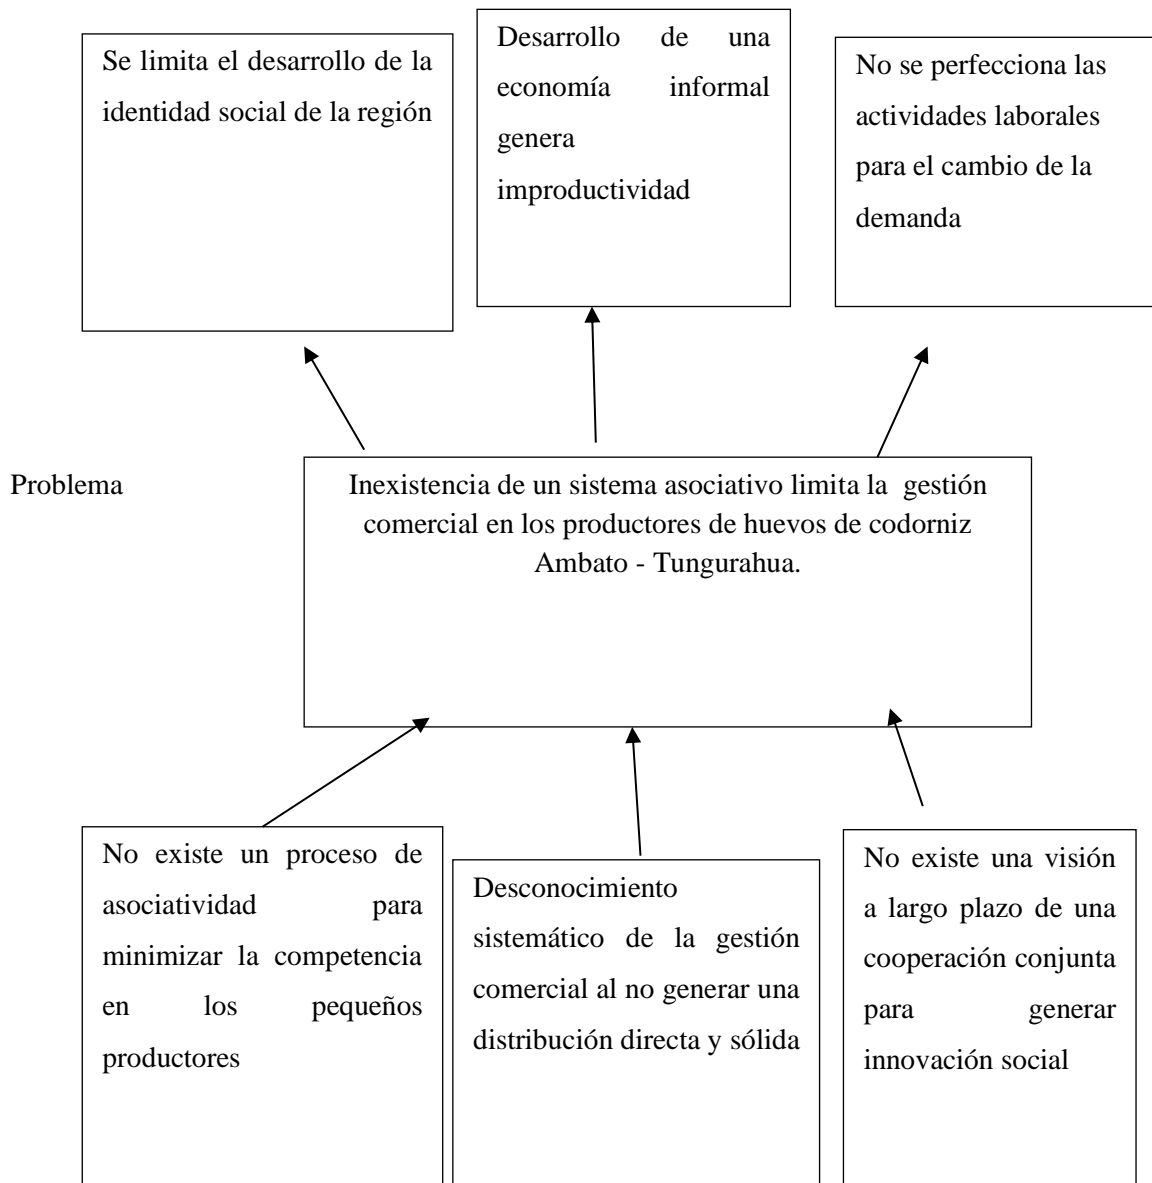 Se limita el desarrollo de la
identidad social de la región
Desarrollo de una
economía informal
genera
improductividad
No se perfecciona las
actividades laborales
para el cambio de la
demanda
Problema
Inexistencia de un sistema asociativo limita la gestión
comercial en los productores de huevos de codorniz
Ambato - Tungurahua.
No existe un proceso de
asociatividad para
minimizar la competencia
en los pequeños
productores
Desconocimiento
sistemático de la gestión
comercial al no generar una
distribución directa y sólida
No existe una visión
a largo plazo de una
cooperación conjunta
para generar
innovación social